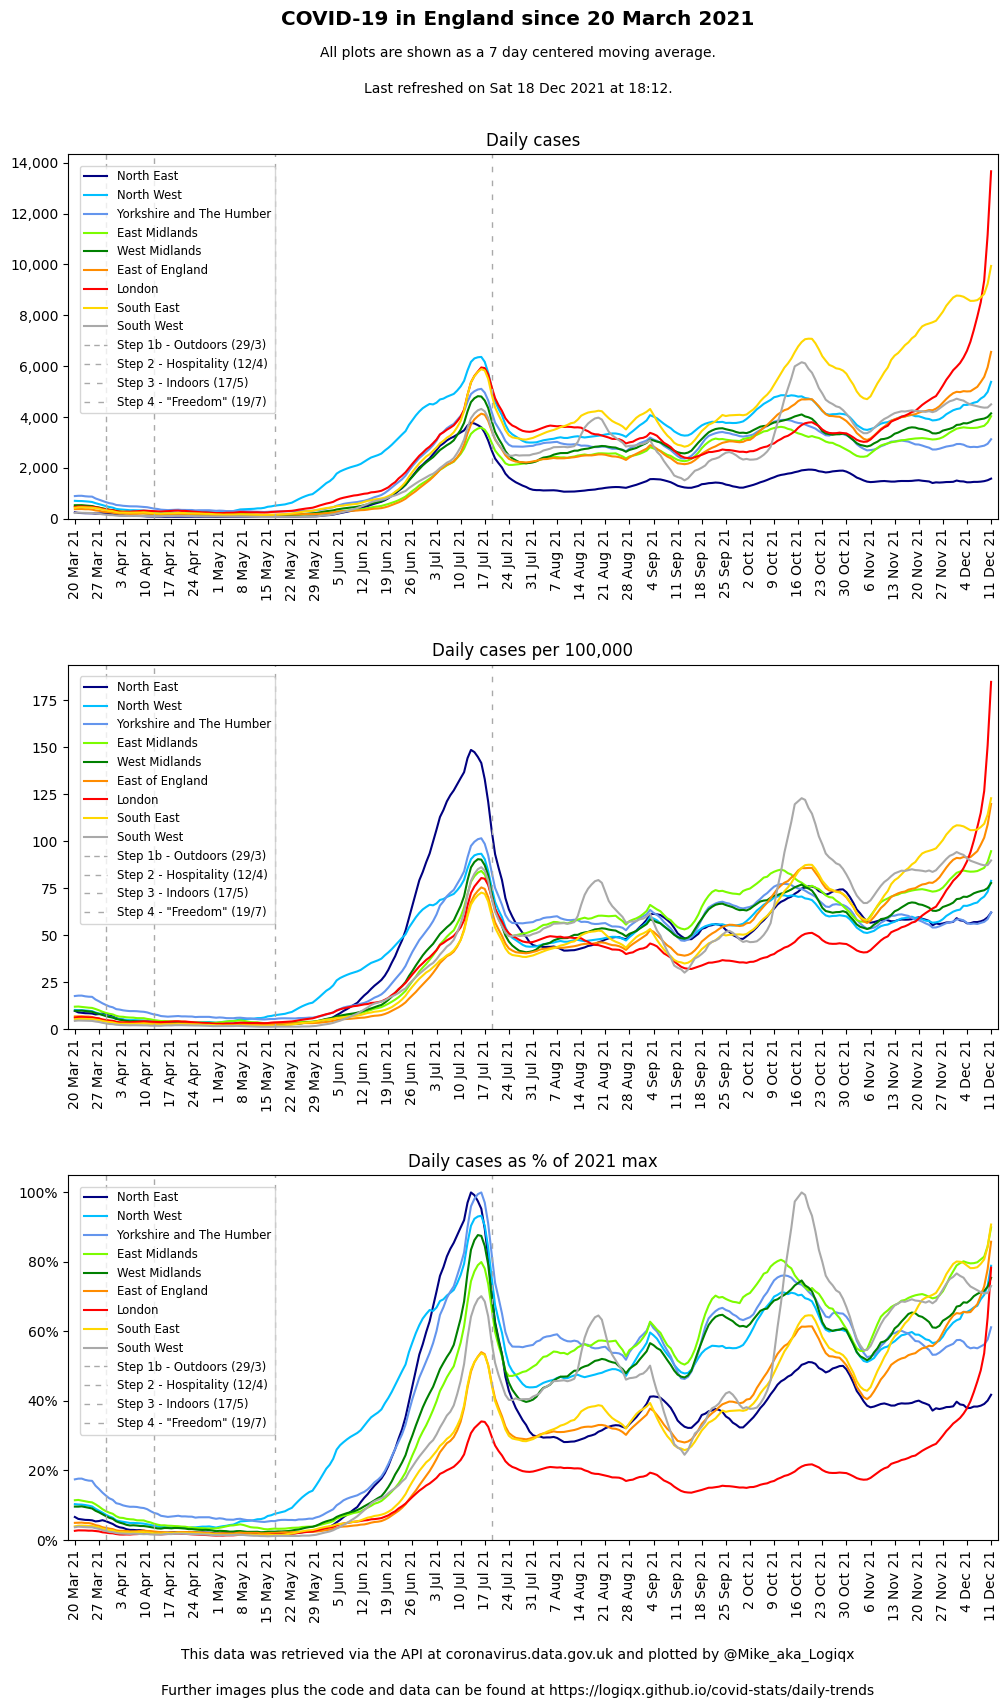 COVID-19 in England since 20 March 2021
All plots are shown as a 7 day centered moving average.
Last refreshed on Sat 18 Dec 2021 at 18:12.
Daily cases
14,000
12,000
10,000
8,000
6,000
4,000
2,000
0
North East
North West
Yorkshire and The Humber
East Midlands
West Midlands
East of England
London
South East
South West
Step 1b - Outdoors (29/3)
Step 2 - Hospitality (12/4)
Step 3 - Indoors (17/5)
Step 4 - "Freedom" (19/7)
20 Mar 21
27 Mar 21
3 Apr 21
10 Apr 21
17 Apr 21
24 Apr 21
1 May 21
8 May 21
15 May 21
22 May 21
29 May 21
5 Jun 21
12 Jun 21
19 Jun 21
26 Jun 21
3 Jul 21
10 Jul 21
17 Jul 21
24 Jul 21
31 Jul 21
7 Aug 21
14 Aug 21
21 Aug 21
28 Aug 21
4 Sep 21
11 Sep 21
18 Sep 21
25 Sep 21
2 Oct 21
9 Oct 21
16 Oct 21
23 Oct 21
30 Oct 21
6 Nov 21
13 Nov 21
20 Nov 21
27 Nov 21
4 Dec 21
11 Dec 21
Daily cases per 100,000
175
150
125
100
75
50
25
0
North East
North West
Yorkshire and The Humber
East Midlands
West Midlands
East of England
London
South East
South West
Step 1b - Outdoors (29/3)
Step 2 - Hospitality (12/4)
Step 3 - Indoors (17/5)
Step 4 - "Freedom" (19/7)
20 Mar 21
27 Mar 21
3 Apr 21
10 Apr 21
17 Apr 21
24 Apr 21
1 May 21
8 May 21
15 May 21
22 May 21
29 May 21
5 Jun 21
12 Jun 21
19 Jun 21
26 Jun 21
3 Jul 21
10 Jul 21
17 Jul 21
24 Jul 21
31 Jul 21
7 Aug 21
14 Aug 21
21 Aug 21
28 Aug 21
4 Sep 21
11 Sep 21
18 Sep 21
25 Sep 21
2 Oct 21
9 Oct 21
16 Oct 21
23 Oct 21
30 Oct 21
6 Nov 21
13 Nov 21
20 Nov 21
27 Nov 21
4 Dec 21
11 Dec 21
Daily cases as % of 2021 max
100%
80%
60%
40%
20%
0%
North East
North West
Yorkshire and The Humber
East Midlands
West Midlands
East of England
London
South East
South West
Step 1b - Outdoors (29/3)
Step 2 - Hospitality (12/4)
Step 3 - Indoors (17/5)
Step 4 - "Freedom" (19/7)
20 Mar 21
27 Mar 21
3 Apr 21
10 Apr 21
17 Apr 21
24 Apr 21
1 May 21
8 May 21
15 May 21
22 May 21
29 May 21
5 Jun 21
12 Jun 21
19 Jun 21
26 Jun 21
3 Jul 21
10 Jul 21
17 Jul 21
24 Jul 21
31 Jul 21
7 Aug 21
14 Aug 21
21 Aug 21
28 Aug 21
4 Sep 21
11 Sep 21
18 Sep 21
25 Sep 21
2 Oct 21
9 Oct 21
16 Oct 21
23 Oct 21
30 Oct 21
6 Nov 21
13 Nov 21
20 Nov 21
27 Nov 21
4 Dec 21
11 Dec 21
This data was retrieved via the API at coronavirus.data.gov.uk and plotted by @Mike_aka_Logiqx
Further images plus the code and data can be found at https://logiqx.github.io/covid-stats/daily-trends